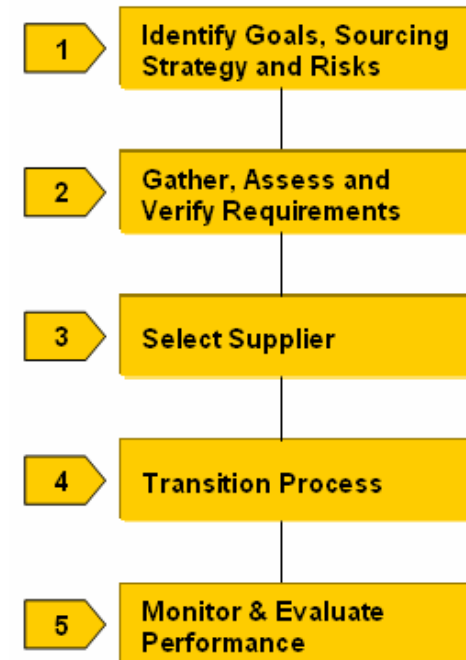 1
Identify Goals, Sourcing
Strategy and Risks
2
Gather, Assess and
Verify Requirements
3
Select Supplier
4
Transition Process
5
Monitor & Evaluate
Performance